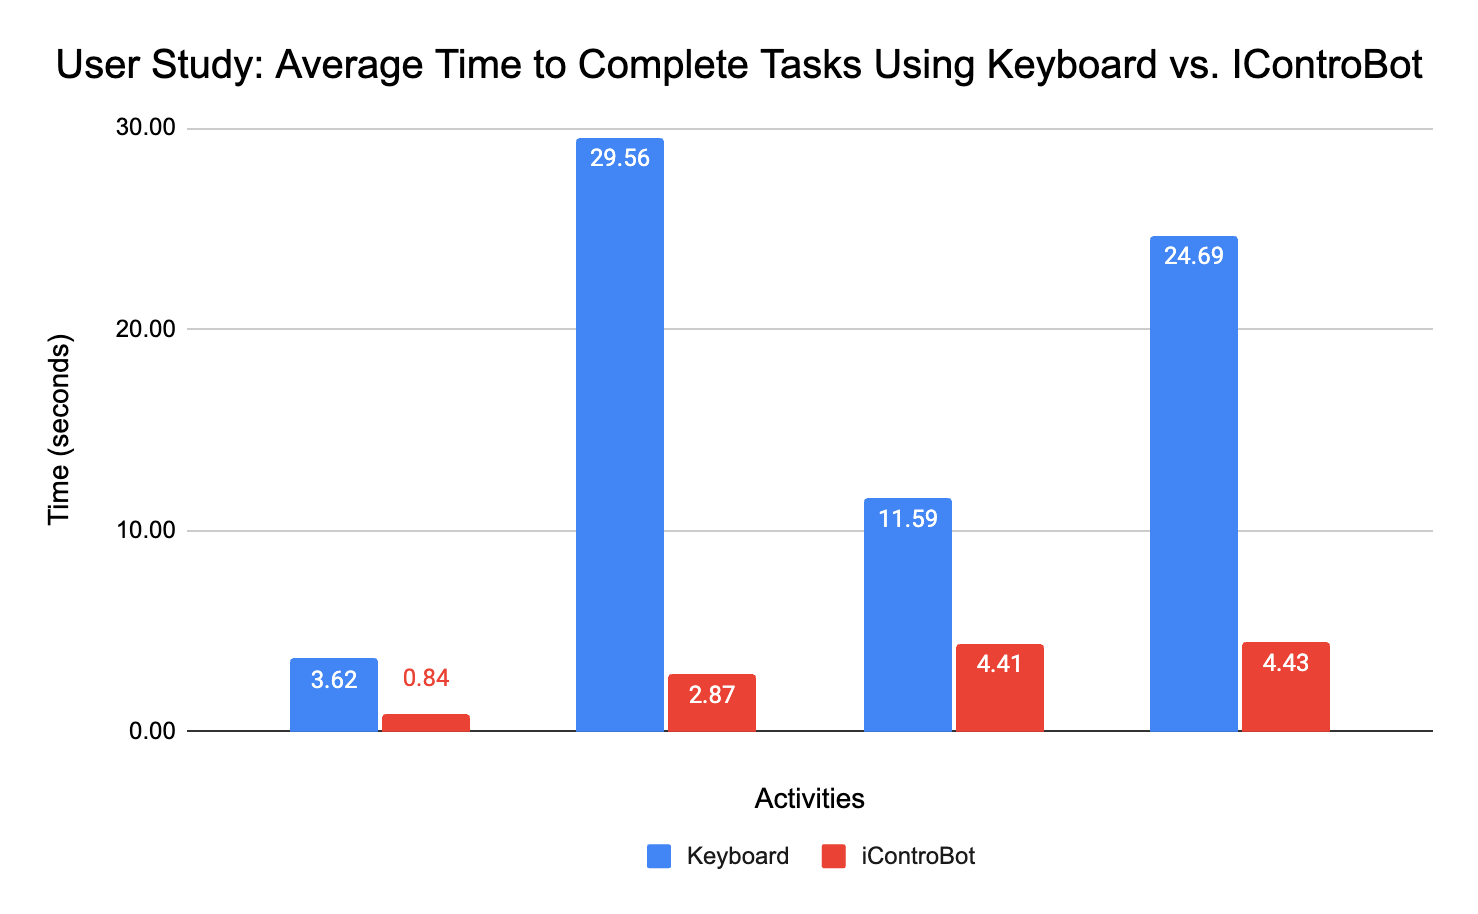 User Study: Average Time to Complete Tasks Using Keyboard vs. IControBot
30.00
29.56
24.69
20.00
Time (seconds)
11.59
10.00
3.62
0.84
2.87
4.41
4.43
0.00
Activities
Keyboard
iControBot